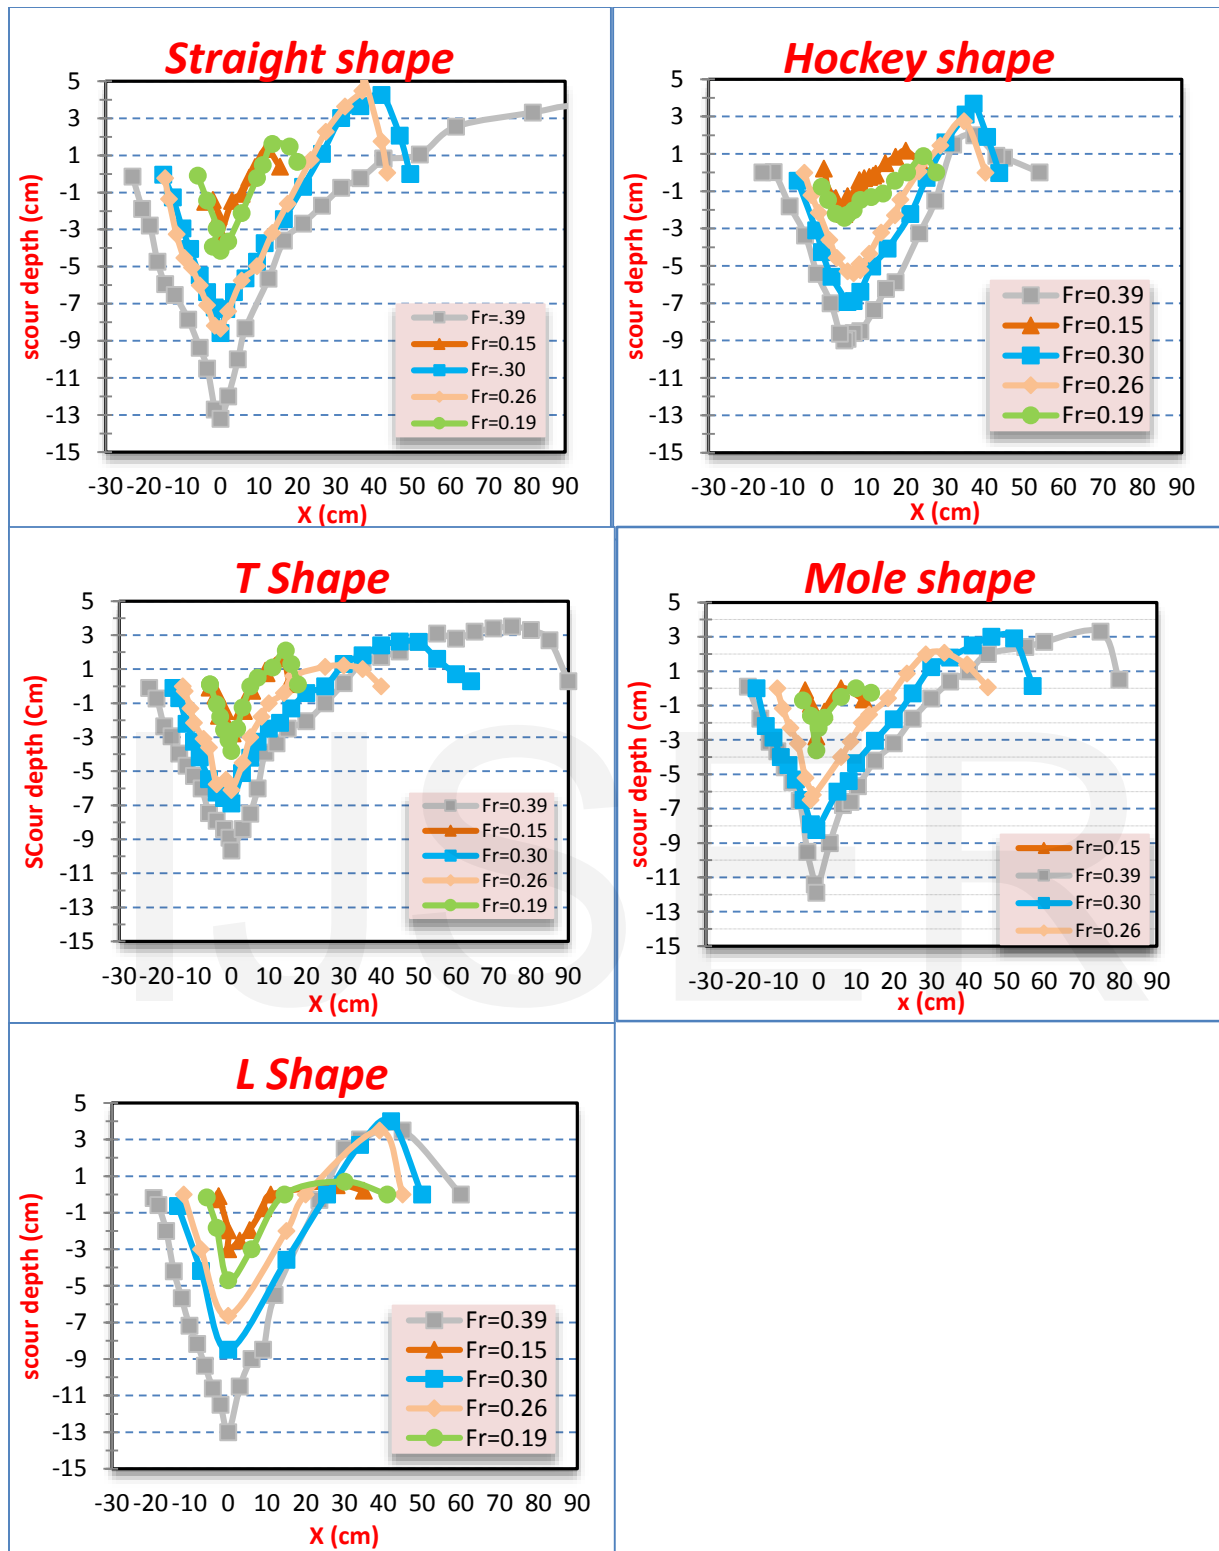 Straight shape
5
3
1
-1
-3
-5
-7
-9
-11
-13
-15
scour depth (cm)
Fr=.39
Fr=0.15
Fr=.30
Fr=0.26
Fr=0.19
-30 -20 -10 0 10 20 30 40 50 60 70 80 90
X (cm)
Hockey shape
5
3
1
-1
-3
-5
-7
-9
-11
-13
-15
scour deprh (cm)
Fr=0.39
Fr=0.15
Fr=0.30
Fr=0.26
Fr=0.19
-30 -20 -10 0 10 20 30 40 50 60 70 80 90
X (cm)
T Shape
5
3
1
-1
-3
-5
-7
-9
-11
-13
-15
SCour depth (Cm)
Fr=0.39
Fr=0.15
Fr=0.30
Fr=0.26
Fr=0.19
-30 -20 -10 0 10 20 30 40 50 60 70 80 90
X (cm)
Mole shape
5
3
1
-1
-3
-5
-7
-9
-11
-13
-15
scour depth (cm)
Fr=0.15
Fr=0.39
Fr=0.30
Fr=0.26
-30 -20 -10 0 10 20 30 40 50 60 70 80 90
x (cm)
L Shape
5
3
1
-1
-3
-5
-7
-9
-11
-13
-15
scour depth (cm)
Fr=0.39
Fr=0.15
Fr=0.30
Fr=0.26
Fr=0.19
-30 -20 -10 0 10 20 30 40 50 60 70 80 90
X (cm)
IJSER